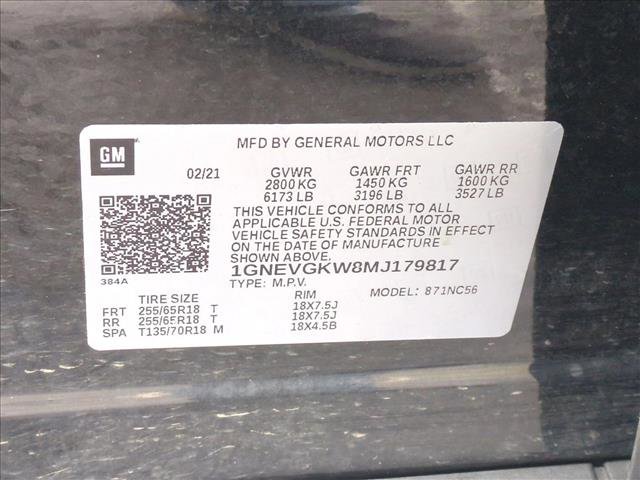 GM
MFD BY GENERAL MOTORS LLC
02/21 GVWR GAWR FRT GAWR RR
2800 KG 1450 KG 1600 KG
6173 LB 3196 LB 3527 LB
THIS VEHICLE CONFORMS TO ALL
APPLICABLE U.S. FEDERAL MOTOR
VEHICLE SAFETY STANDARDS IN EFFECT
ON THE DATE OF MANUFACTURE
SHOWN ABOVE.
1GNEVGKW8MJ179817
384A
TYPE: M.P.V. MODEL: 871NC56
TIRE SIZE RIM
FRT 255/65R18 T 18X7.5J
RR 255/65R18 T 18X7.5J
SPA T135/70R18 M 18X4.5B